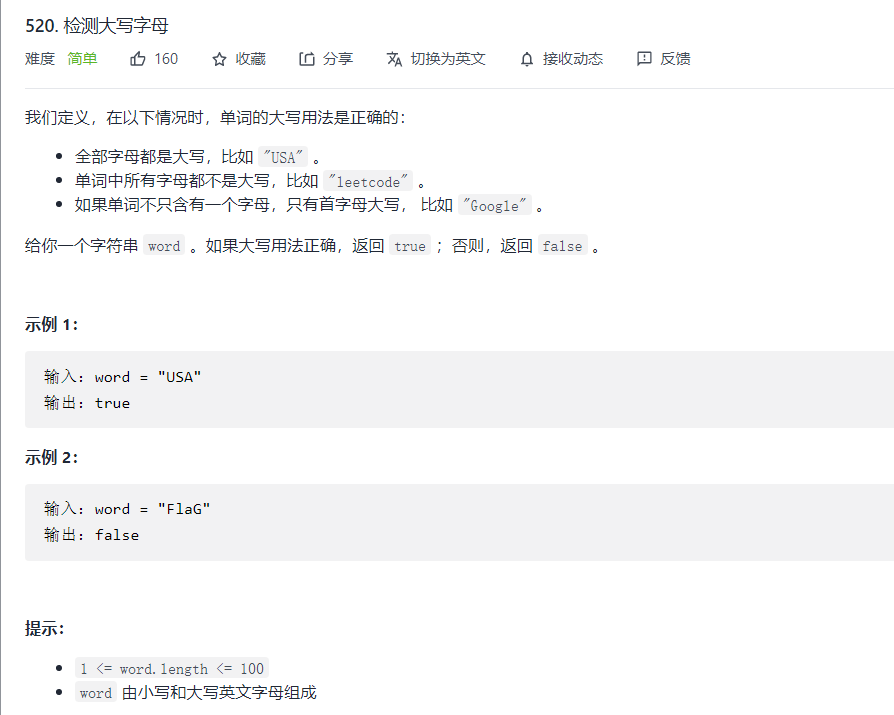 520. 检测大写字母
难度 简单 160 收藏 分享 切换为英文 接收动态 反馈
我们定义，在以下情况时，单词的大写用法是正确的：
全部字母都是大写，比如 "USA" 。
单词中所有字母都不是大写，比如 "leetcode" 。
如果单词不只含有一个字母，只有首字母大写， 比如 "Google" 。
给你一个字符串 word 。如果大写用法正确，返回 true ；否则，返回 false 。
示例 1：
输入：word = "USA"
输出：true
示例 2：
输入：word = "FlaG"
输出：false
提示：
1 <= word.length <= 100
word 由小写和大写英文字母组成